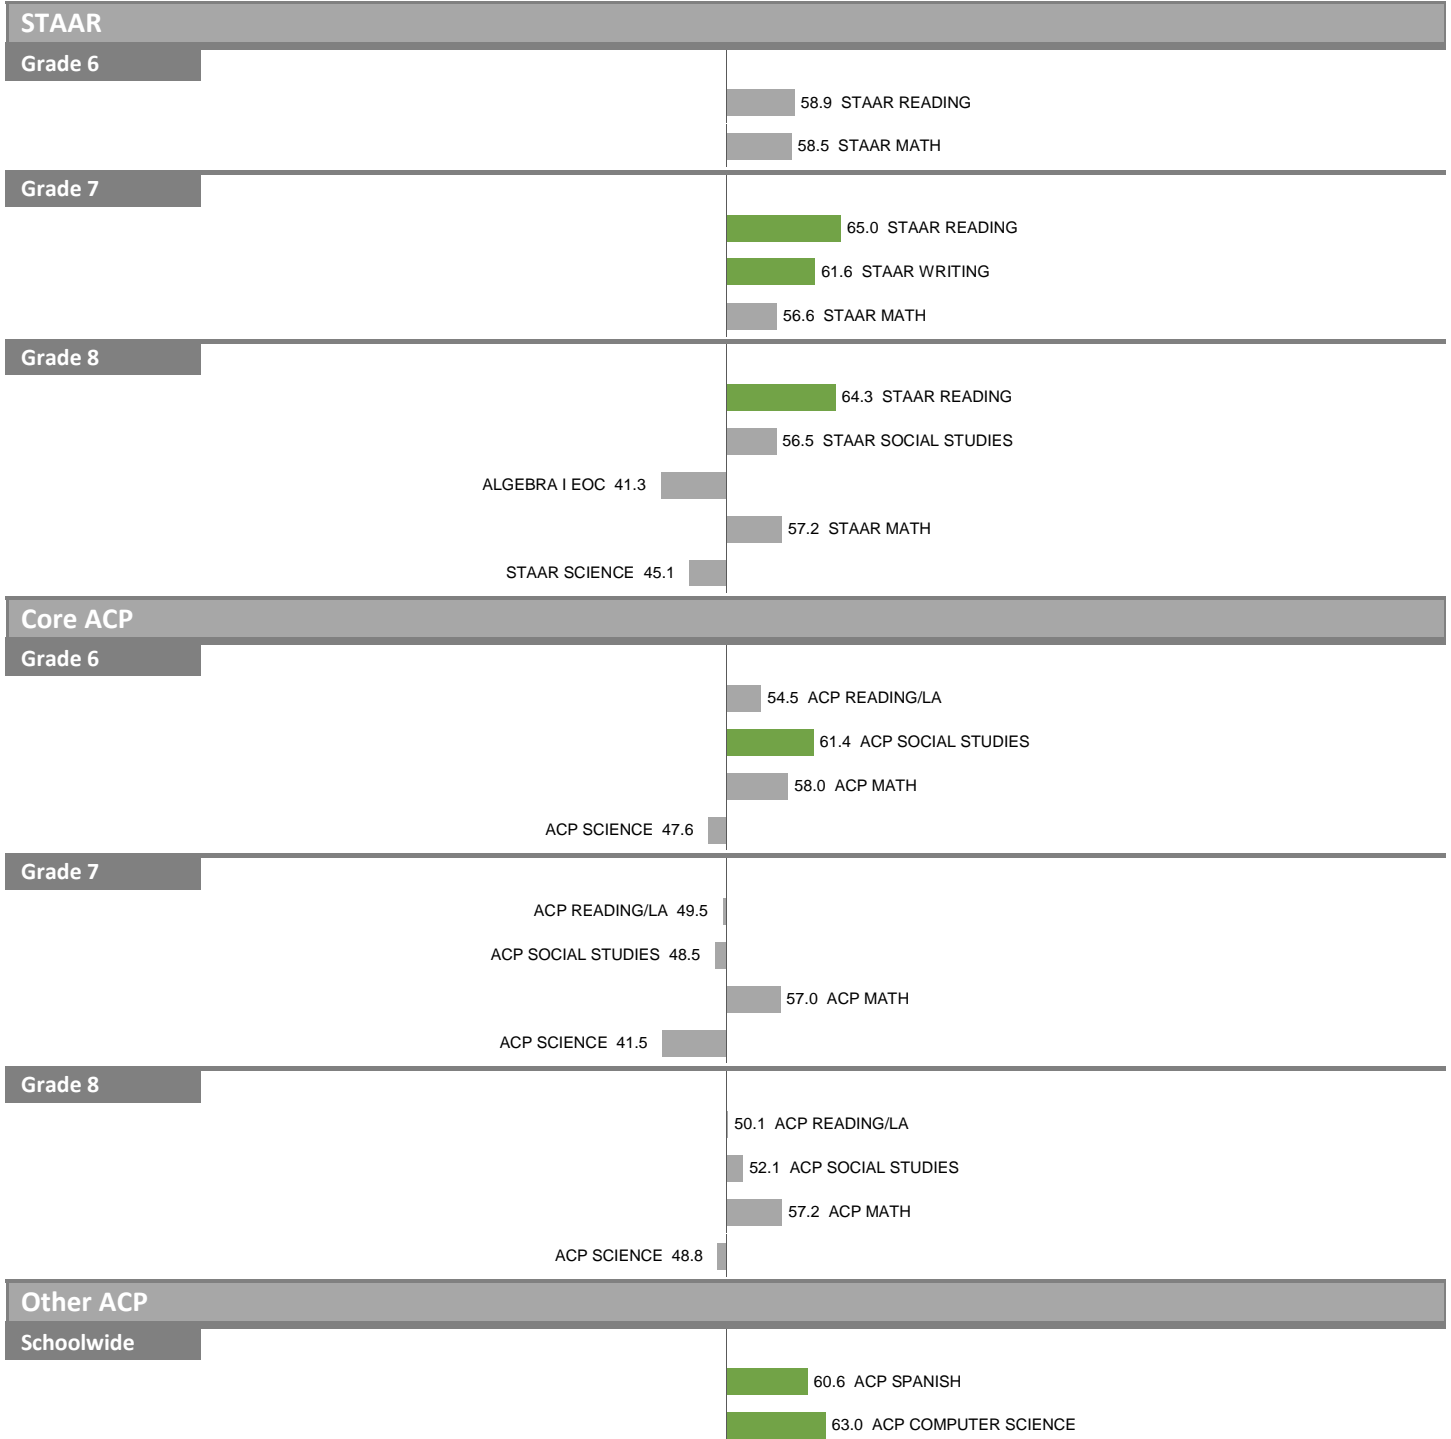 STAAR
Grade 6
58.9 STAAR READING
58.5 STAAR MATH
Grade 7
65.0 STAAR READING
61.6 STAAR WRITING
56.6 STAAR MATH
Grade 8
64.3 STAAR READING
56.5 STAAR SOCIAL STUDIES
ALGEBRA I EOC 41.3
57.2 STAAR MATH
STAAR SCIENCE 45.1
Core ACP
Grade 6
54.5 ACP READING/LA
61.4 ACP SOCIAL STUDIES
58.0 ACP MATH
ACP SCIENCE 47.6
Grade 7
ACP READING/LA 49.5
ACP SOCIAL STUDIES 48.5
57.0 ACP MATH
ACP SCIENCE 41.5
Grade 8
50.1 ACP READING/LA
52.1 ACP SOCIAL STUDIES
57.2 ACP MATH
ACP SCIENCE 48.8
Other ACP
Schoolwide
60.6 ACP SPANISH
63.0 ACP COMPUTER SCIENCE